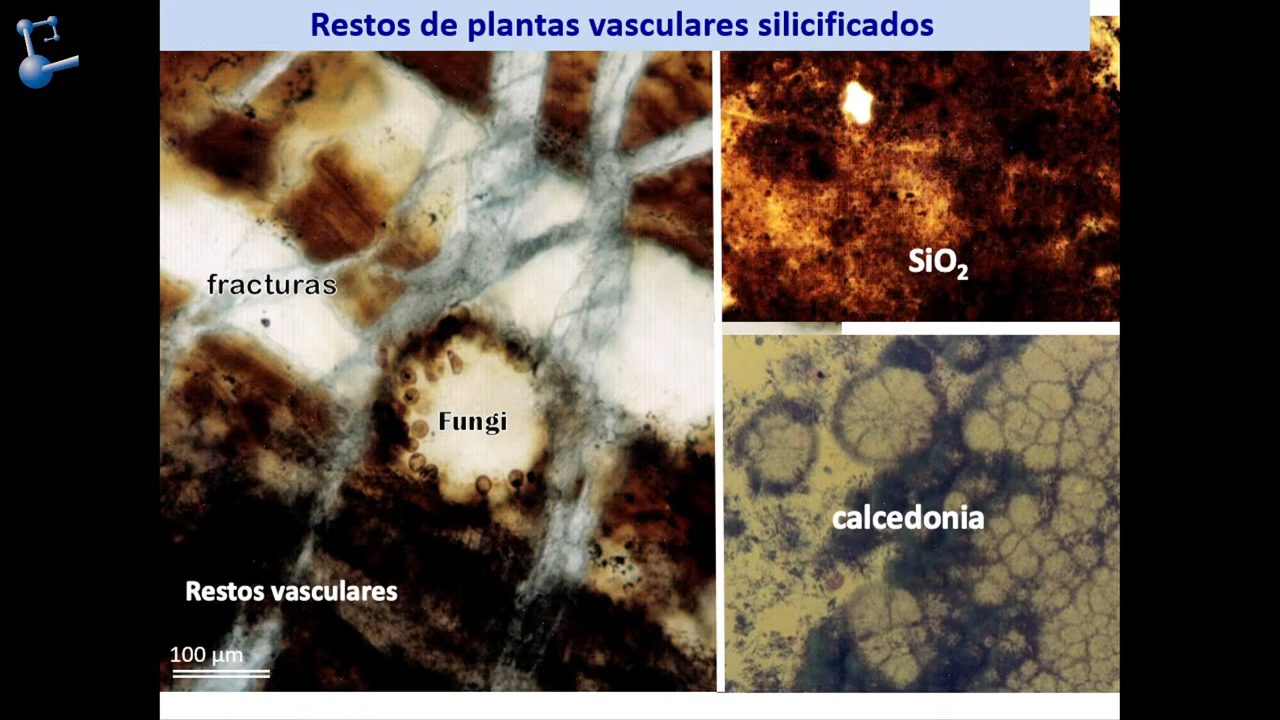 Restos de plantas vasculares silicificados
fracturas
Fungi
Restos vasculares
100 µm
SiO₂
calcedonia